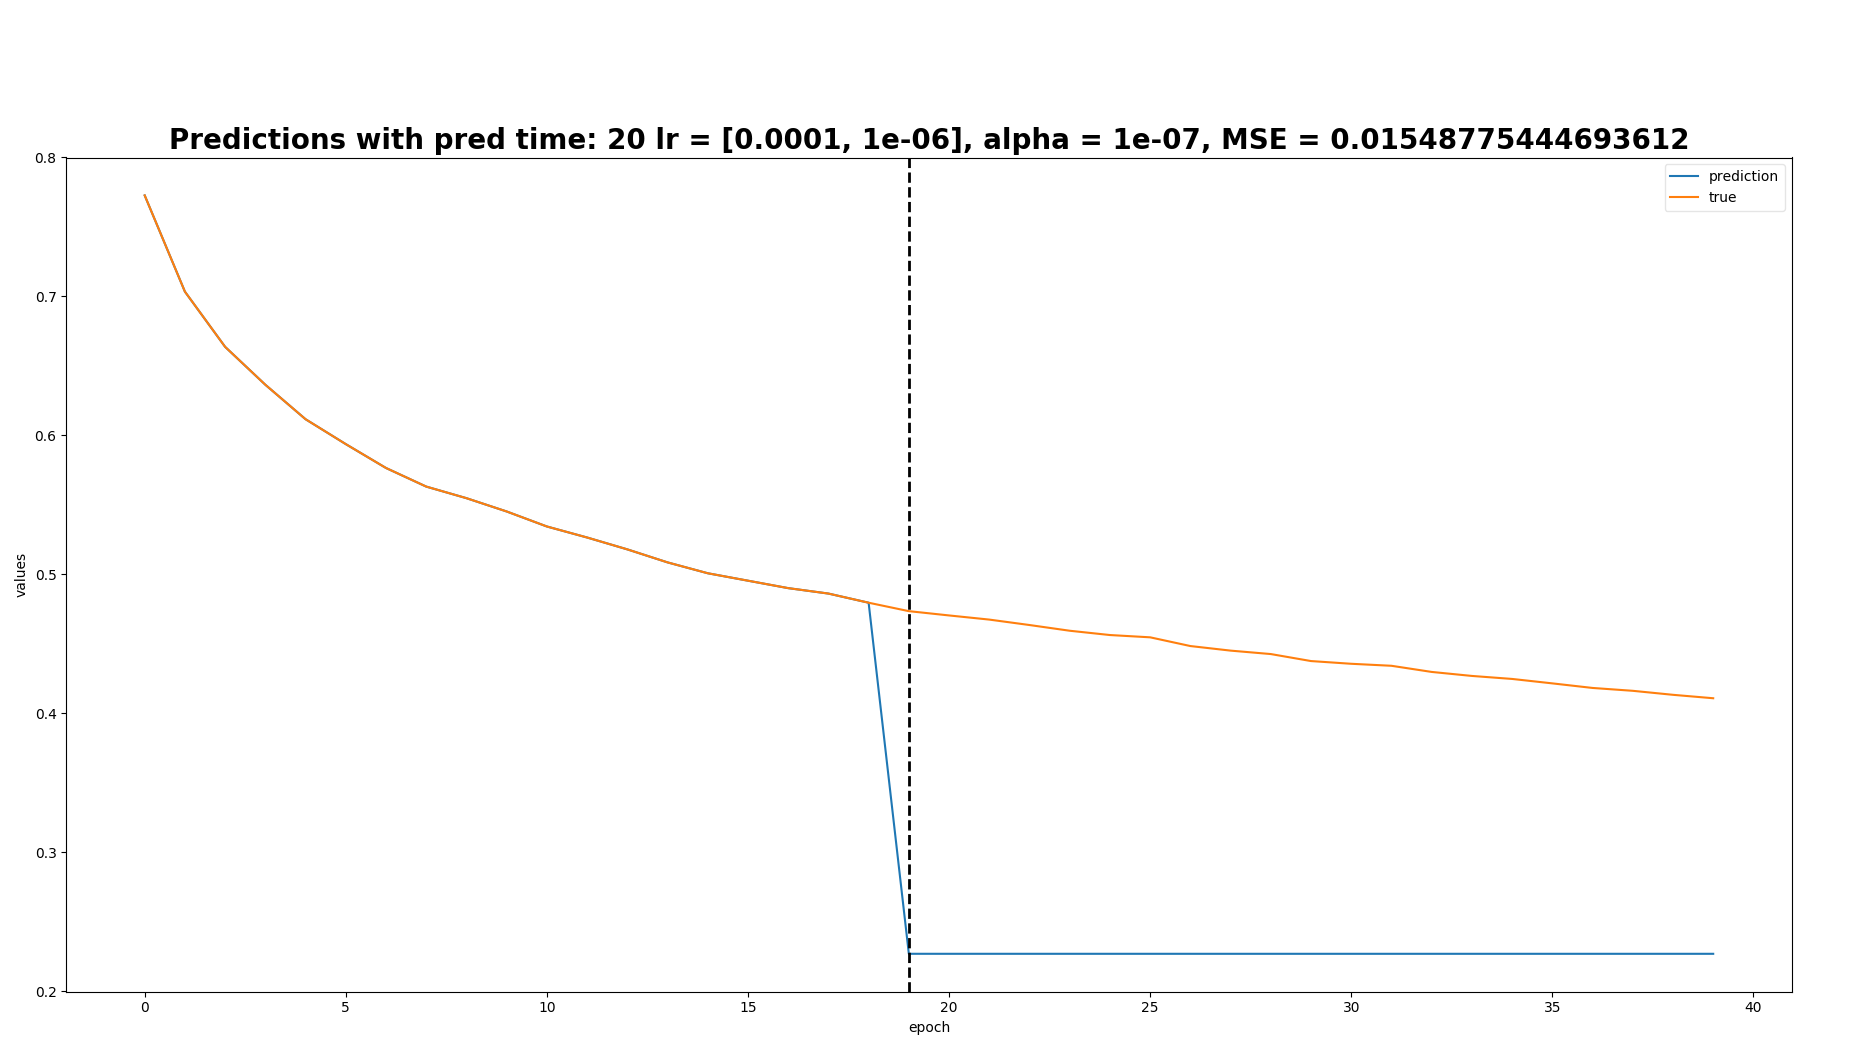 Predictions with pred time: 20 lr = [0.0001, 1e-06], alpha = 1e-07, MSE = 0.01548775444693612
prediction
true
values
0.8
0.7
0.6
0.5
0.4
0.3
0.2
0 5 10 15 20 25 30 35 40
epoch